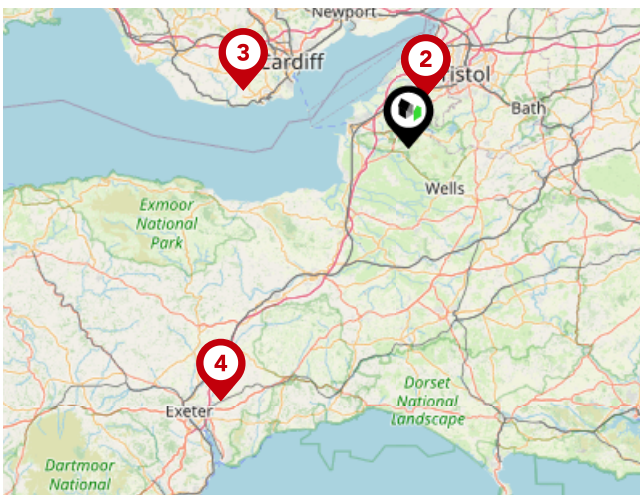 Newport
3
Cardiff
2
Bristol
Bath
Wells
Exmoor
National
Park
4
Exeter
Dorset
National
Landscape
Dartmoor
National